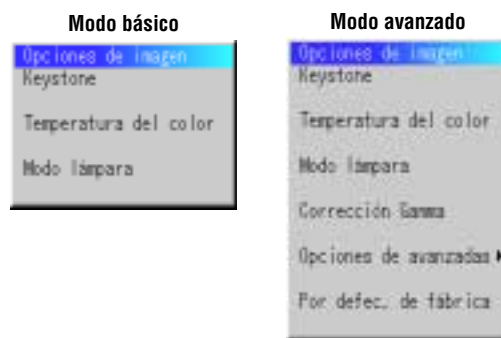 Modo básico
Opciones de imagen
Keystone
Temperatura del color
Modo lámpara
Modo avanzado
Opciones de imagen
Keystone
Temperatura del color
Modo lámpara
Corrección Gamma
Opciones de avanzadas
Por defec. de fábrica